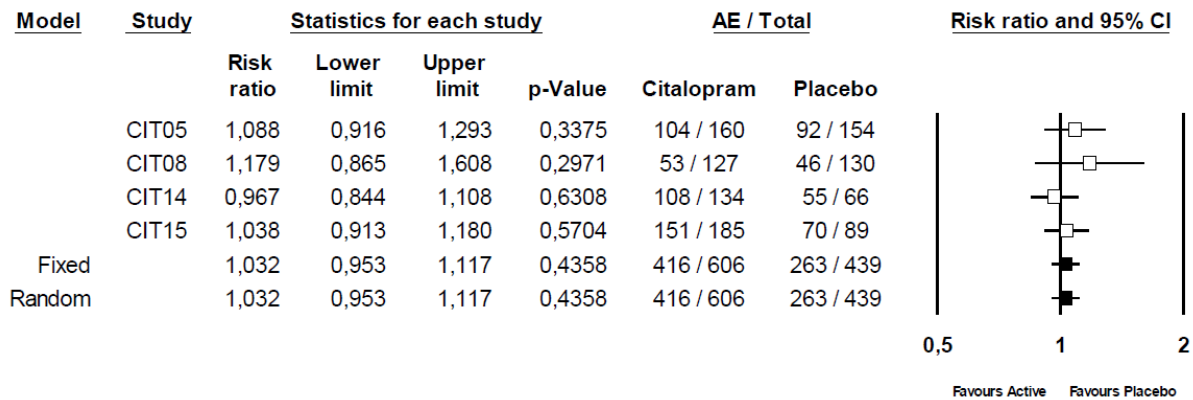 Model Study Statistics for each study AE / Total Risk ratio and 95% CI
Risk ratio Lower limit Upper limit p-Value Citalopram Placebo
CIT05 1,088 0,916 1,293 0,3375 104 / 160 92 / 154
CIT08 1,179 0,865 1,608 0,2971 53 / 127 46 / 130
CIT14 0,967 0,844 1,108 0,6308 108 / 134 55 / 66
CIT15 1,038 0,913 1,180 0,5704 151 / 185 70 / 89
Fixed 1,032 0,953 1,117 0,4358 416 / 606 263 / 439
Random 1,032 0,953 1,117 0,4358 416 / 606 263 / 439
0,5 1 2
Favours Active Favours Placebo